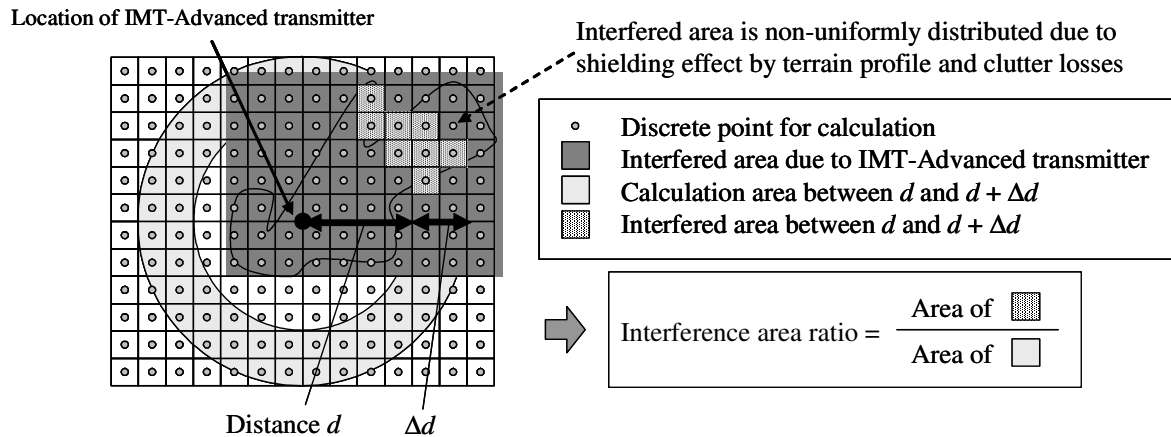 Location of IMT-Advanced transmitter
Interfered area is non-uniformly distributed due to
shielding effect by terrain profile and clutter losses
Discrete point for calculation
Interfered area due to IMT-Advanced transmitter
Calculation area between d and d + Δd
Interfered area between d and d + Δd
Interference area ratio =
Area of
Area of
Distance d
Δd